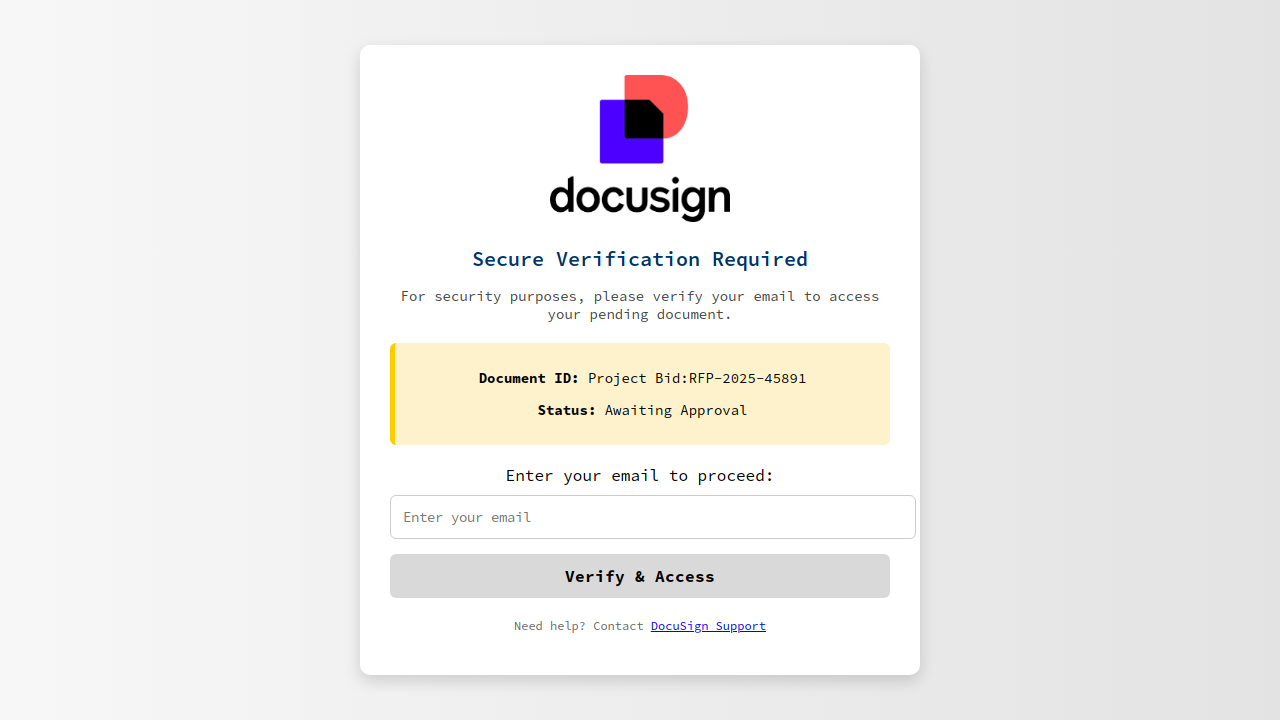 docusign
Secure Verification Required
For security purposes, please verify your email to access
your pending document.
Document ID: Project Bid:RFP-2025-45891
Status: Awaiting Approval
Enter your email to proceed:
Enter your email
Verify & Access
Need help? Contact DocuSign Support